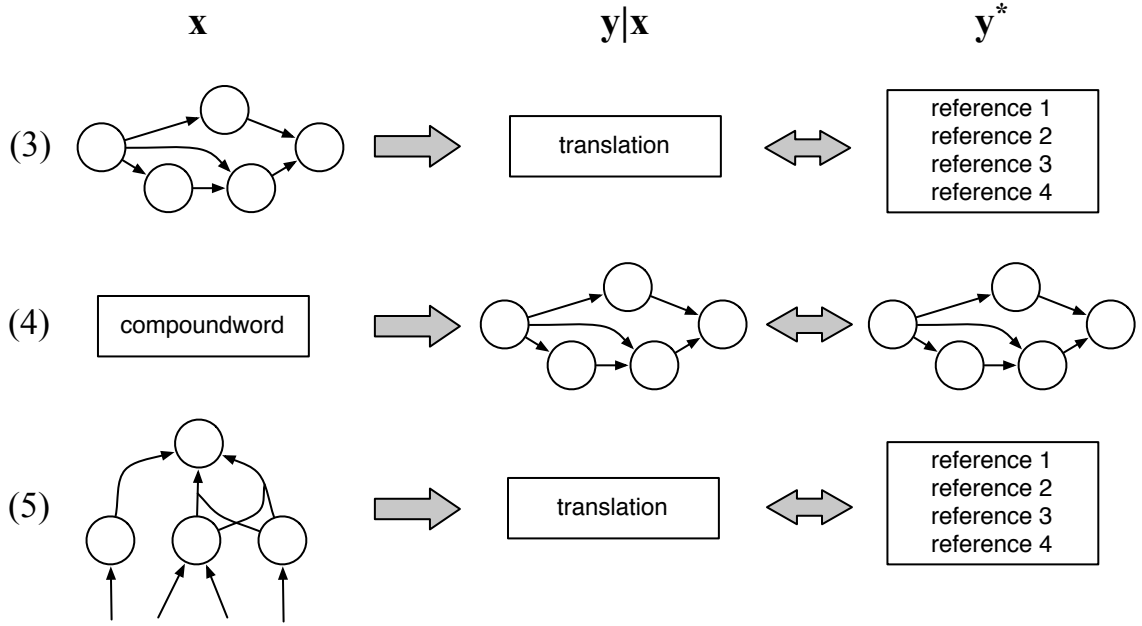 x y|x y*
(3) translation
reference 1
reference 2
reference 3
reference 4
(4) compoundword
(5) translation
reference 1
reference 2
reference 3
reference 4